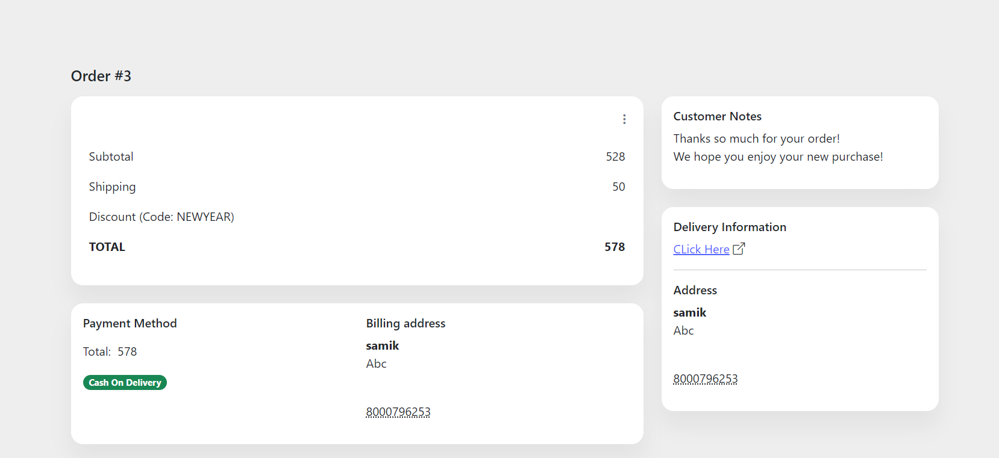 Order #3
Subtotal 528
Shipping 50
Discount (Code: NEWYEAR)
TOTAL 578
Payment Method
Total: 578
Cash On Delivery
Billing address
samik
Abc
8000796253
Customer Notes
Thanks so much for your order!
We hope you enjoy your new purchase!
Delivery Information
CLick Here
Address
samik
Abc
8000796253